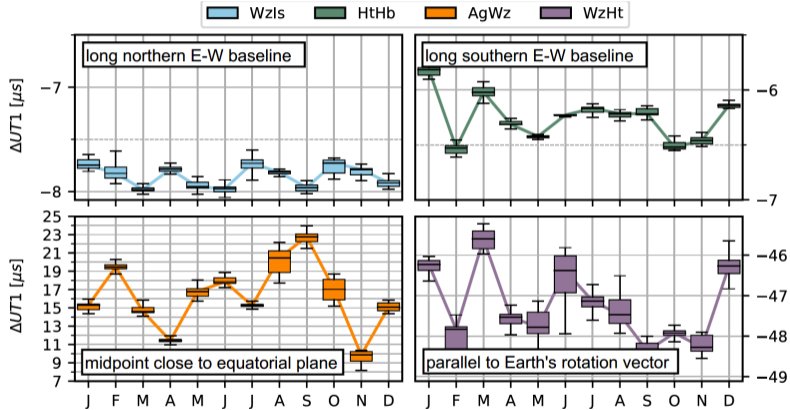 WzIs HtHb AgWz WzHt
long northern E-W baseline
long southern E-W baseline
ΔUT1 [μs]
−7
−8
−6
−7
midpoint close to equatorial plane
parallel to Earth's rotation vector
ΔUT1 [μs]
25
23
21
19
17
15
13
11
9
7
−46
−47
−48
−49
J F M A M J J A S O N D
J F M A M J J A S O N D